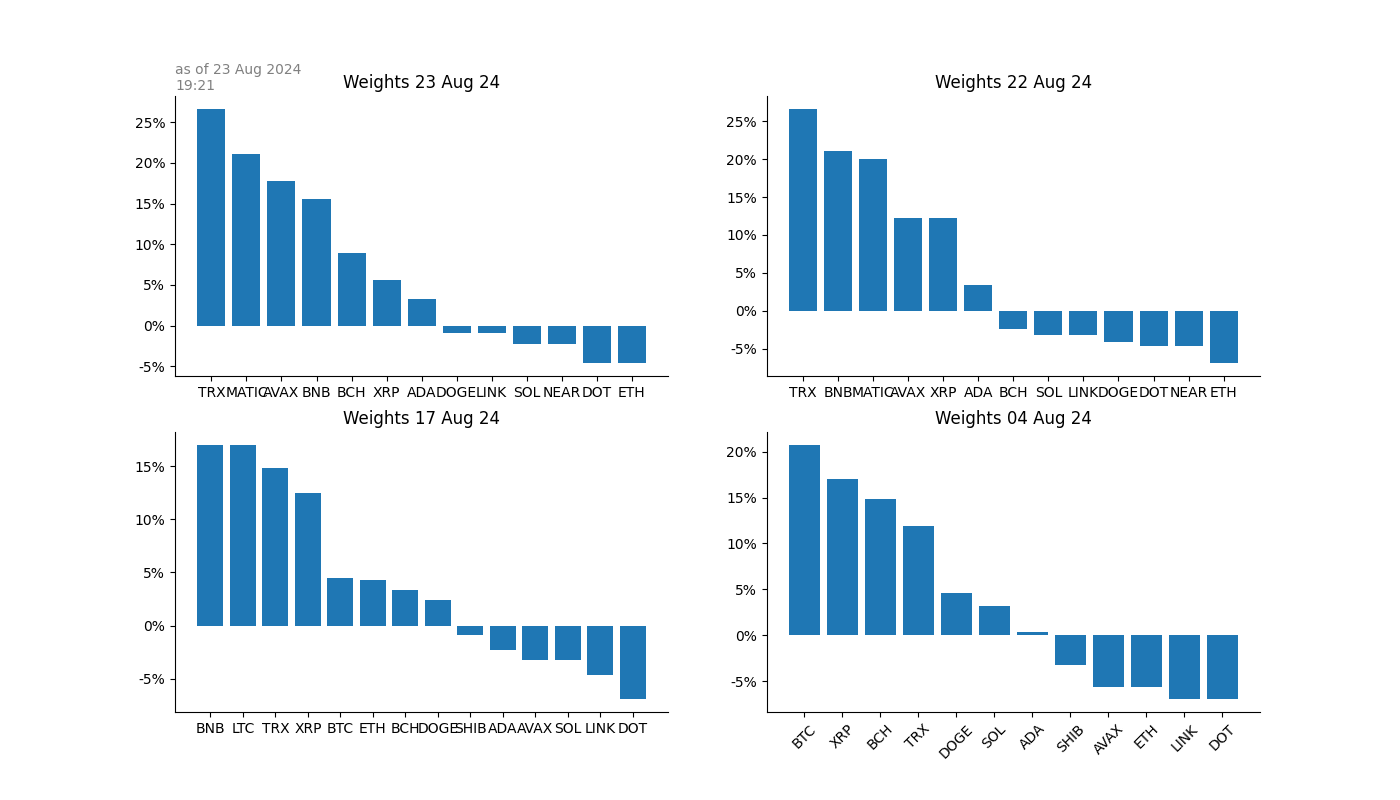 as of 23 Aug 2024
19:21
Weights 23 Aug 24
25%
20%
15%
10%
5%
0%
-5%
TRX MATIC AVAX BNB BCH XRP ADA DOGE LINK SOL NEAR DOT ETH
Weights 22 Aug 24
25%
20%
15%
10%
5%
0%
-5%
TRX BNB MATIC AVAX XRP ADA BCH SOL LINK DOGE DOT NEAR ETH
Weights 17 Aug 24
15%
10%
5%
0%
-5%
BNB LTC TRX XRP BTC ETH BCH DOGE SHIB ADA AVAX SOL LINK DOT
Weights 04 Aug 24
20%
15%
10%
5%
0%
-5%
BTC XRP BCH TRX DOGE SOL ADA SHIB AVAX ETH LINK DOT